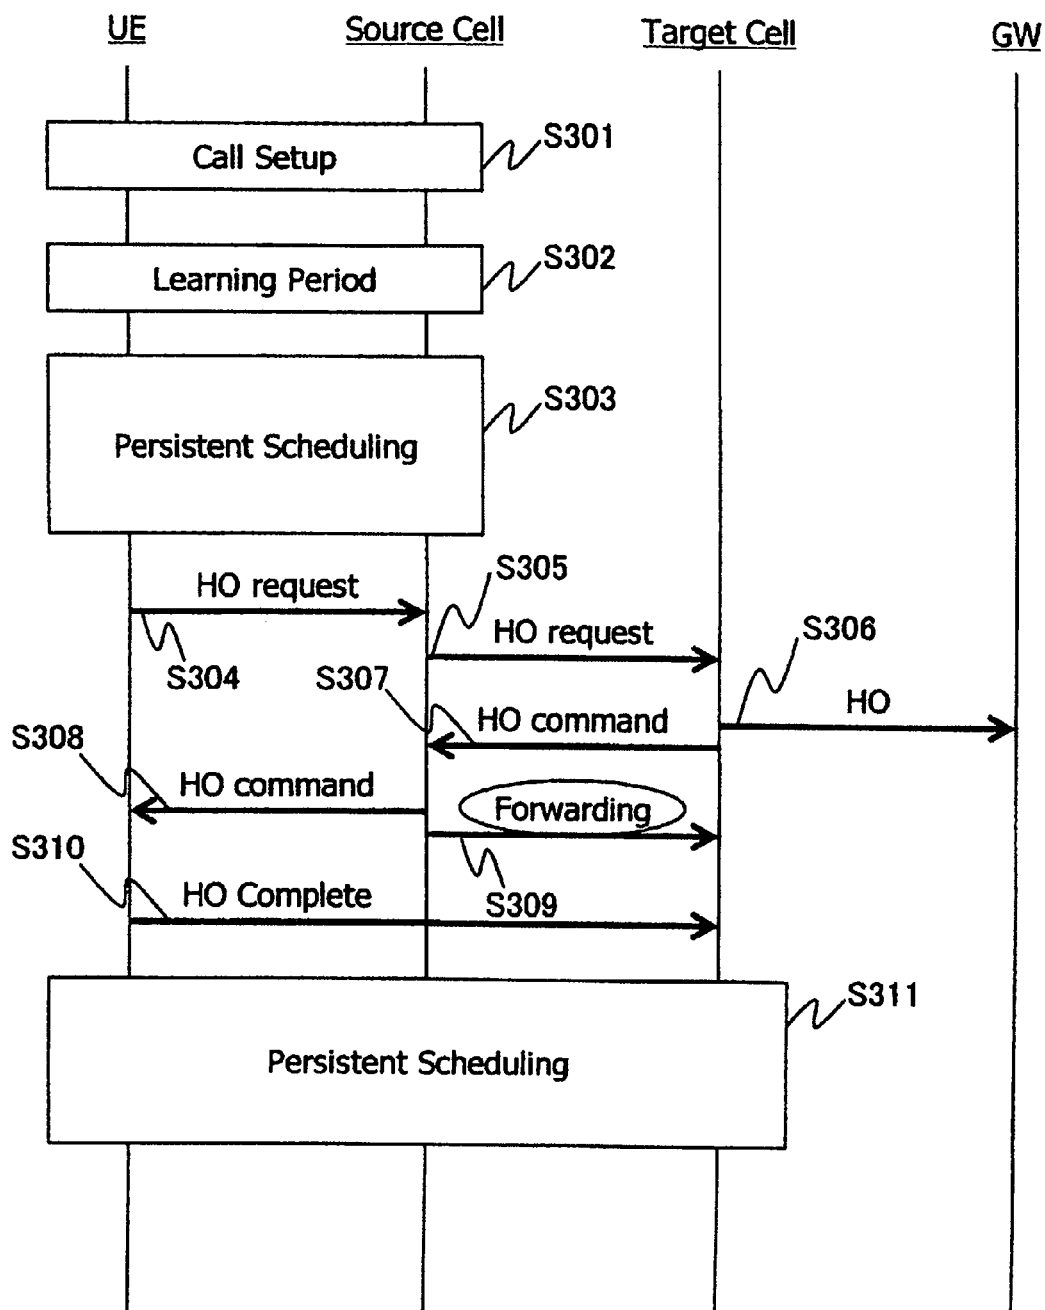 UE Source Cell Target Cell GW
Call Setup S301
Learning Period S302
Persistent Scheduling S303
HO request S305
S304 HO request S306
S307 HO command HO
S308 HO command Forwarding
S310 HO Complete S309
Persistent Scheduling S311